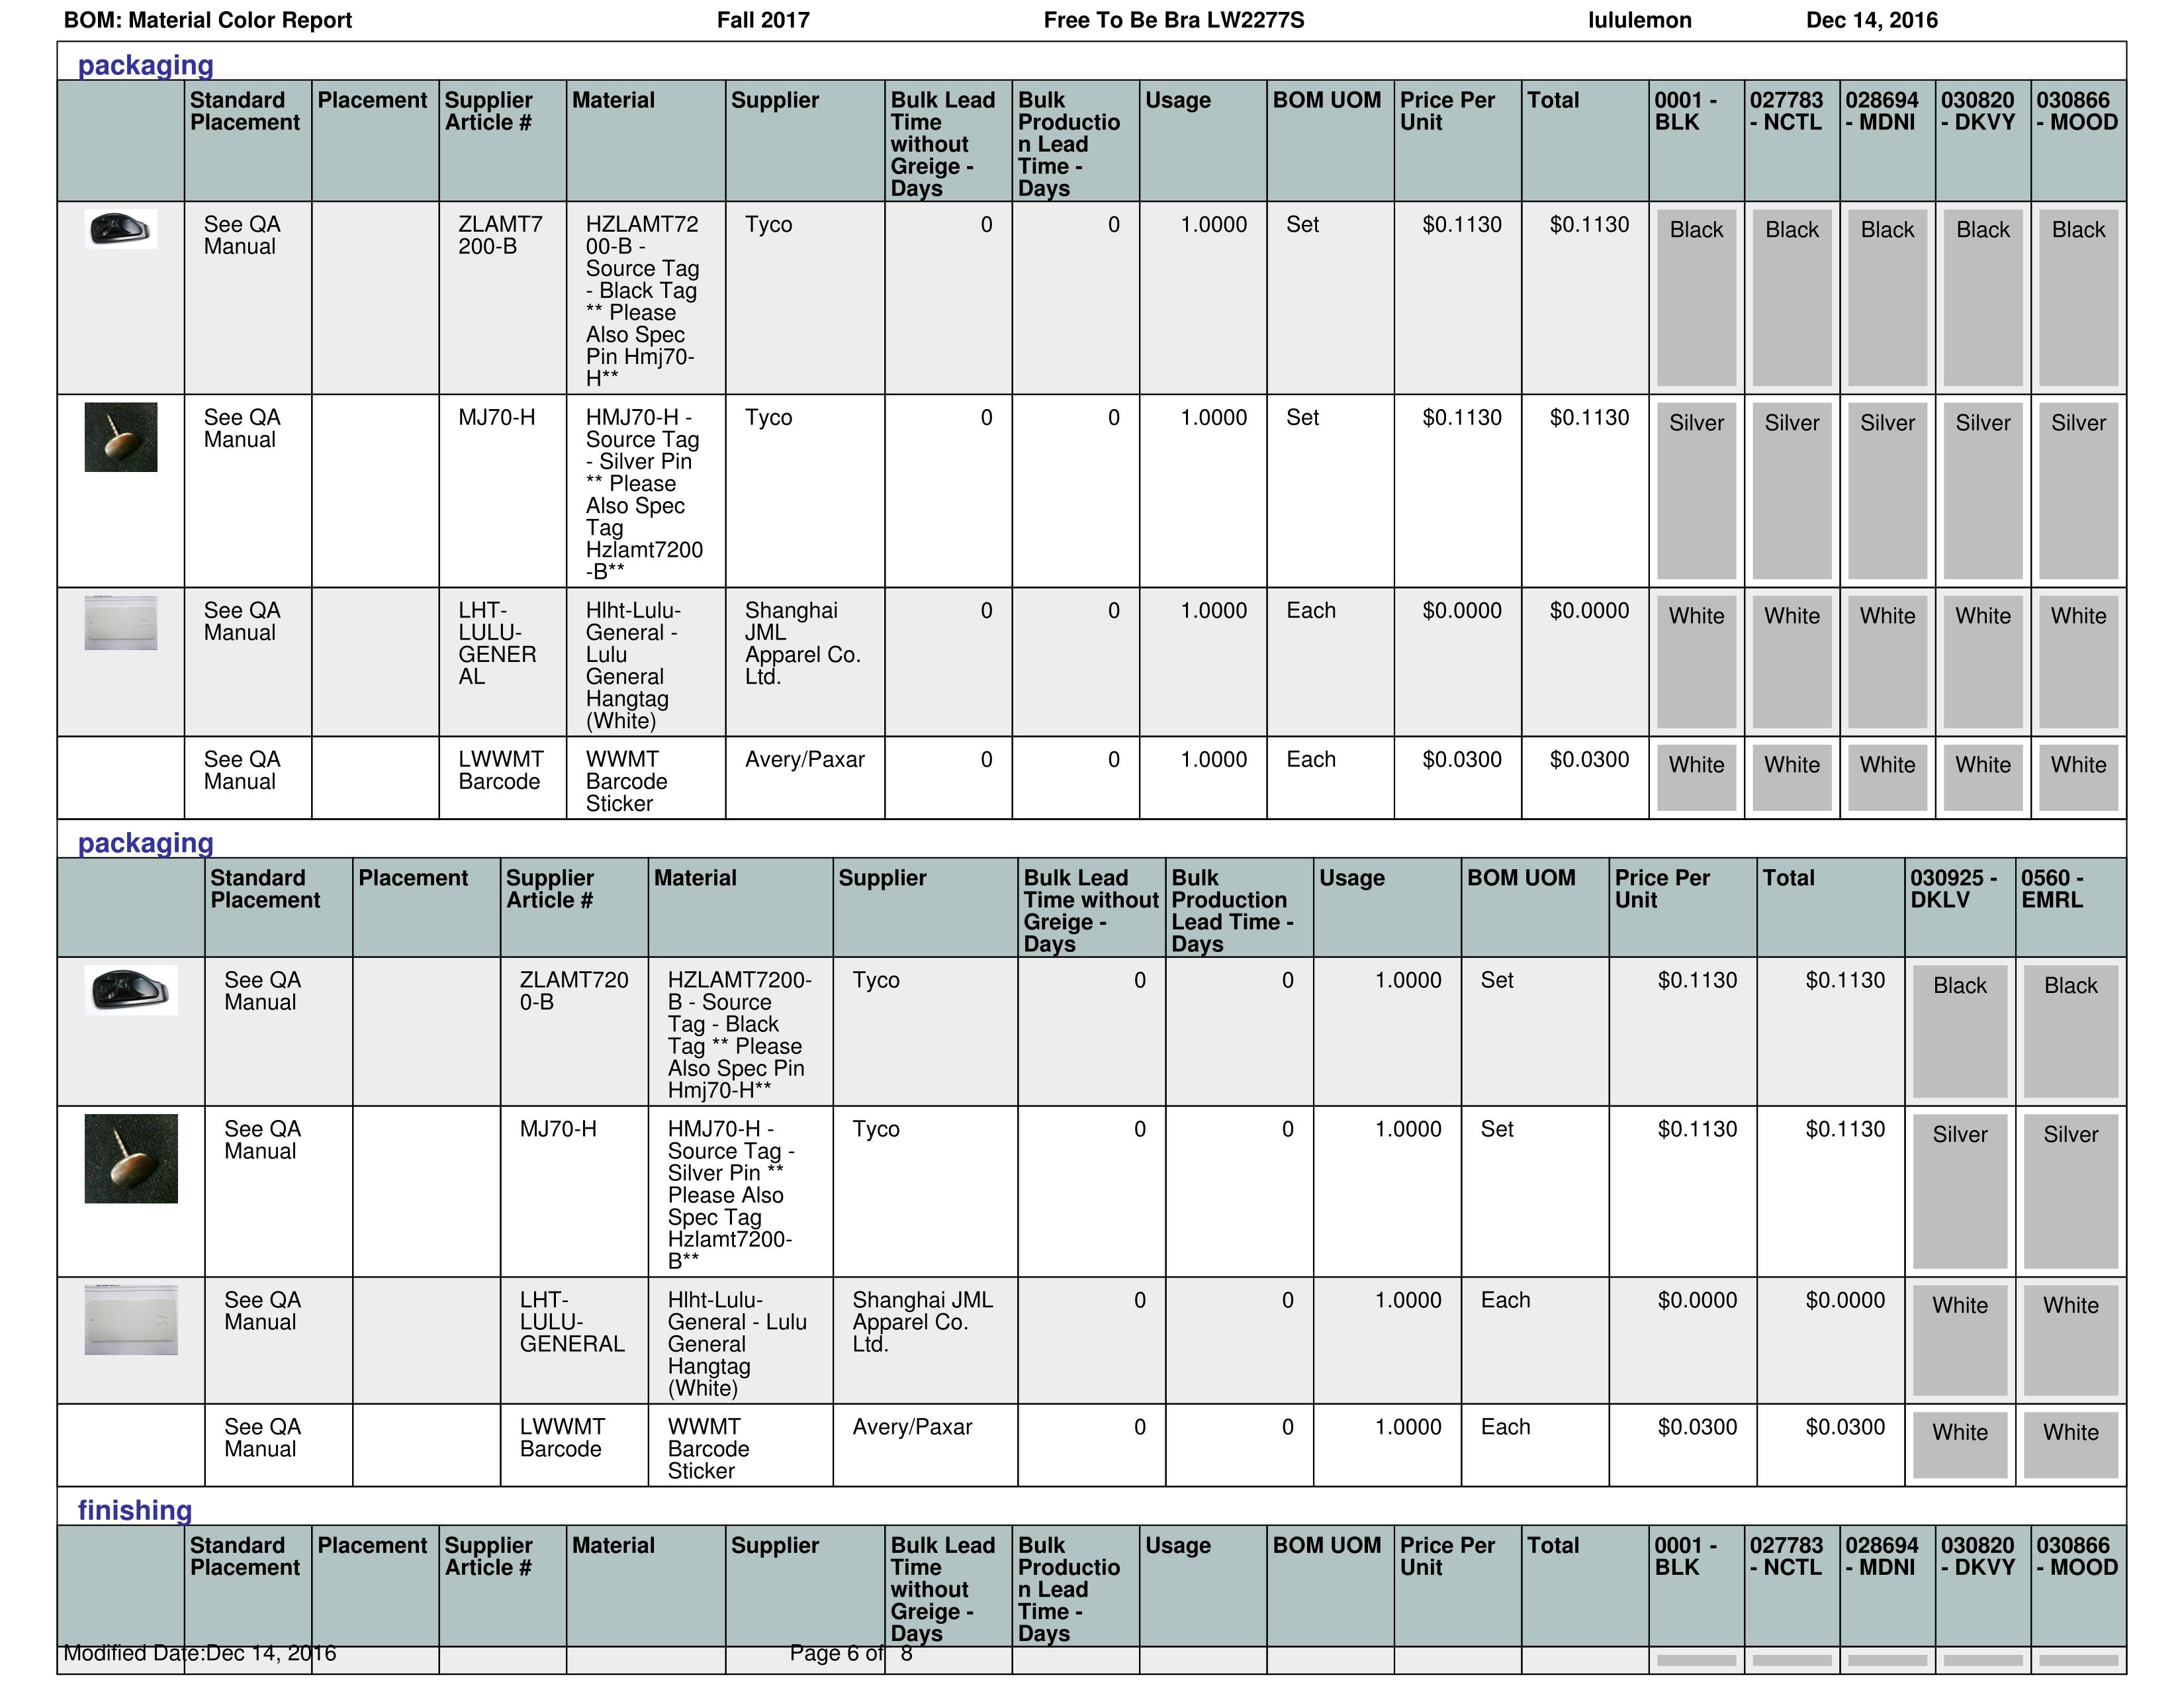 BOM: Material Color Report Fall 2017 Free To Be Bra LW2277S lululemon Dec 14, 2016
packaging
Standard Placement Placement Supplier Article # Material Supplier Bulk Lead Time without Greige - Days Bulk Productio n Lead Time - Days Usage BOM UOM Price Per Unit Total 0001 - BLK 027783 - NCTL 028694 - MDNI 030820 - DKVY 030866 - MOOD
See QA Manual ZLAMT7 200-B HZLAMT72 00-B - Source Tag - Black Tag ** Please Also Spec Pin Hmj70- H** Tyco 0 0 1.0000 Set $0.1130 $0.1130 Black Black Black Black Black
See QA Manual MJ70-H HMJ70-H - Source Tag - Silver Pin ** Please Also Spec Tag Hzlamt7200 -B** Tyco 0 0 1.0000 Set $0.1130 $0.1130 Silver Silver Silver Silver Silver
See QA Manual LHT- LULU- GENER AL Hlht-Lulu- General - Lulu General Hangtag (White) Shanghai JML Apparel Co. Ltd. 0 0 1.0000 Each $0.0000 $0.0000 White White White White White
See QA Manual LWWMT Barcode WWMT Barcode Sticker Avery/Paxar 0 0 1.0000 Each $0.0300 $0.0300 White White White White White
packaging
Standard Placement Placement Supplier Article # Material Supplier Bulk Lead Time without Greige - Days Bulk Production Lead Time - Days Usage BOM UOM Price Per Unit Total 030925 - DKLV 0560 - EMRL
See QA Manual ZLAMT720 0-B HZLAMT7200- B - Source Tag - Black Tag ** Please Also Spec Pin Hmj70-H** Tyco 0 0 1.0000 Set $0.1130 $0.1130 Black Black
See QA Manual MJ70-H HMJ70-H - Source Tag - Silver Pin ** Please Also Spec Tag Hzlamt7200- B** Tyco 0 0 1.0000 Set $0.1130 $0.1130 Silver Silver
See QA Manual LHT- LULU- GENERAL Hlht-Lulu- General - Lulu General Hangtag (White) Shanghai JML Apparel Co. Ltd. 0 0 1.0000 Each $0.0000 $0.0000 White White
See QA Manual LWWMT Barcode WWMT Barcode Sticker Avery/Paxar 0 0 1.0000 Each $0.0300 $0.0300 White White
finishing
Standard Placement Placement Supplier Article # Material Supplier Bulk Lead Time without Greige - Days Bulk Productio n Lead Time - Days Usage BOM UOM Price Per Unit Total 0001 - BLK 027783 - NCTL 028694 - MDNI 030820 - DKVY 030866 - MOOD
Modified Date:Dec 14, 2016 Page 6 of 8